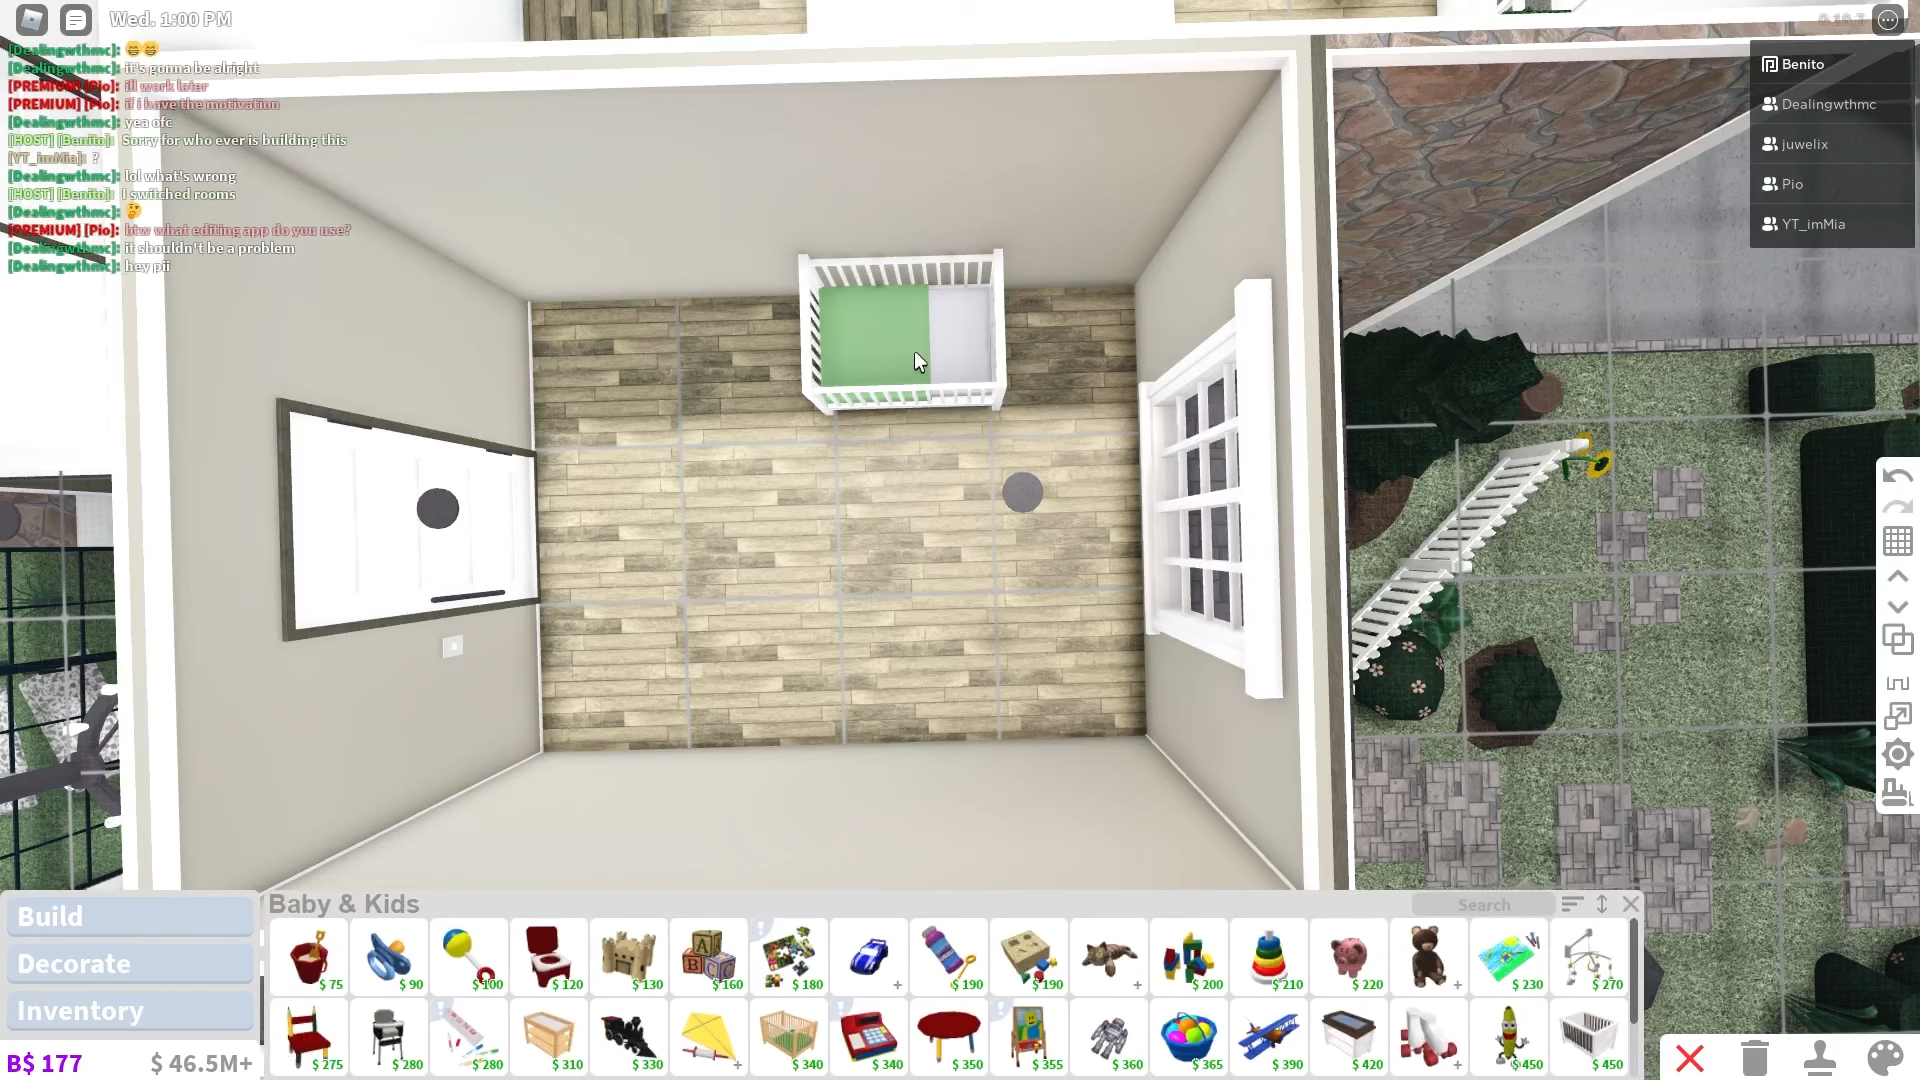 Wed. 1:00 PM
[Dealingwthmc]: 😁😁
[Dealingwthmc]: it's gonna be alright
[PREMIUM] [Pio]: ill work later
[PREMIUM] [Pio]: if i have the motivation
[Dealingwthmc]: yea ofc
[HOST] [Benito]: Sorry for who ever is building this
[YT_imMia]: ?
[Dealingwthmc]: lol what's wrong
[HOST] [Benito]: I switched rooms
[Dealingwthmc]: 🤔
[PREMIUM] [Pio]: btw what editing app do you use?
[Dealingwthmc]: it shouldn't be a problem
[Dealingwthmc]: hey pii
Benito
Dealingwthmc
juwelix
Pio
YT_imMia
Build
Decorate
Inventory
B$ 177 $ 46.5M+
Baby & Kids
Search
$ 75 $ 90 $ 100 $ 120 $ 130 $ 160 $ 180 + $ 190 $ 190 + $ 200 $ 210 $ 220 + $ 230 $ 270
$ 275 $ 280 $ 280 $ 310 $ 330 + $ 340 $ 340 $ 350 $ 355 $ 360 $ 365 $ 390 $ 420 + $ 450 $ 450